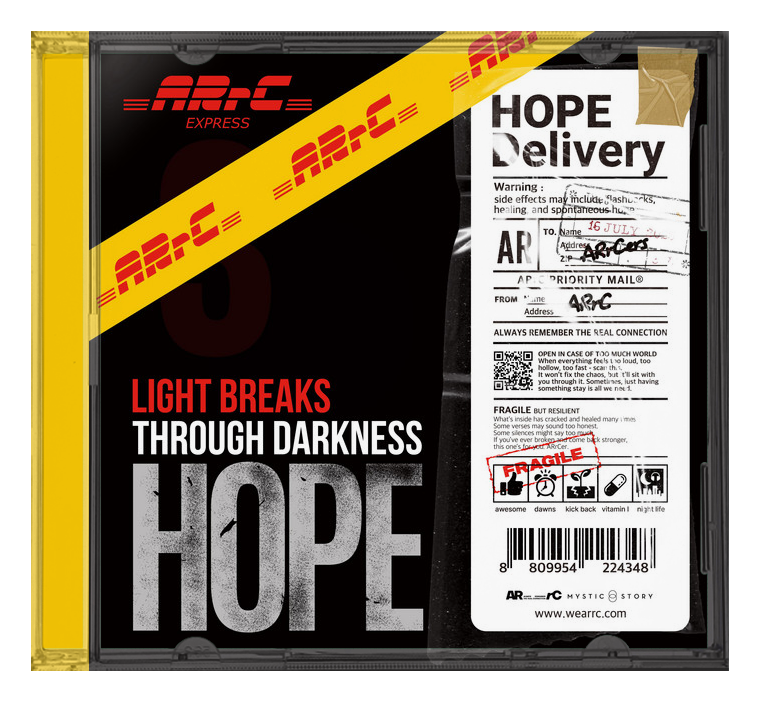 ARrC
EXPRESS
ARrC
ARrC
ARrC
LIGHT BREAKS
THROUGH DARKNESS
HOPE
HOPE
Delivery
Warning :
side effects may include flashbacks,
healing, and spontaneous hope
16 JULY
AR
TO. Name
Address
ZIP
ARrCers
ARrC PRIORITY MAIL®
FROM Name
Address
ARrC
ALWAYS REMEMBER THE REAL CONNECTION
OPEN IN CASE OF TOO MUCH WORLD
When everything feels too loud, too
hollow, too fast - scan this.
It won't fix the chaos, but it'll sit with
you through it. Sometimes, just having
something stay is all we need.
FRAGILE BUT RESILIENT
What's inside has cracked and healed many times
Some verses may sound too honest.
Some silences might say too much.
If you've ever broken and come back stronger,
this one's for you, ARrCer.
FRAGILE
awesome dawns kick back vitamin I night life
8 809954 224348
AR rC MYSTIC STORY
www.wearrc.com